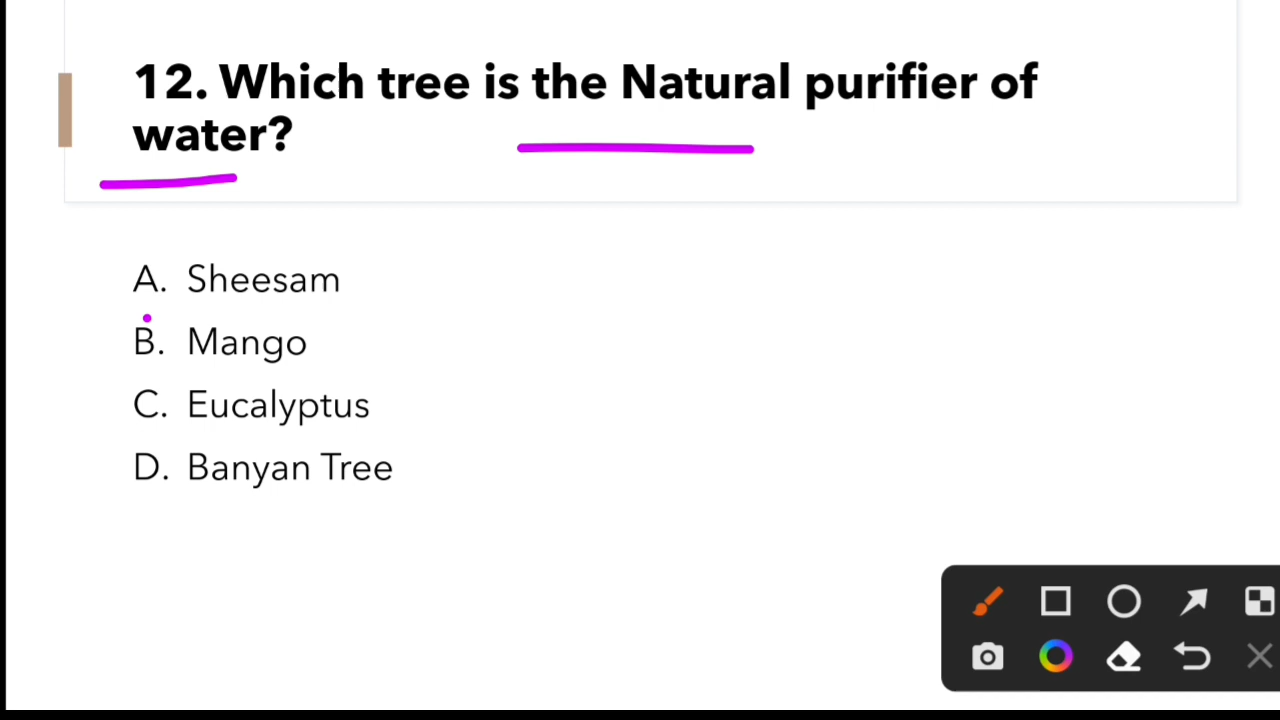 12. Which tree is the Natural purifier of
water?
A. Sheesam
B. Mango
C. Eucalyptus
D. Banyan Tree